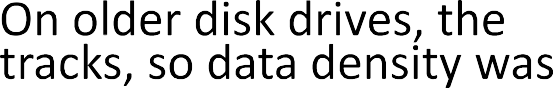 On older disk drives, the
tracks, so data density was